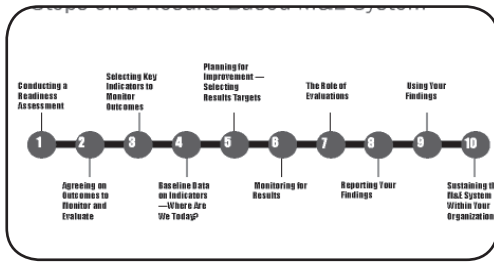 Steps on a Results-Based M&E System
Conducting a
Readiness
Assessment
Selecting Key
Indicators to
Monitor
Outcomes
Planning for
Improvement —
Selecting
Results Targets
The Role of
Evaluations
Using Your
Findings
1
2
3
4
5
6
7
8
9
10
Agreeing on
Outcomes to
Monitor and
Evaluate
Baseline Data
on Indicators
—Where Are
We Today?
Monitoring for
Results
Reporting Your
Findings
Sustaining th
M&E System
Within Your
Organization